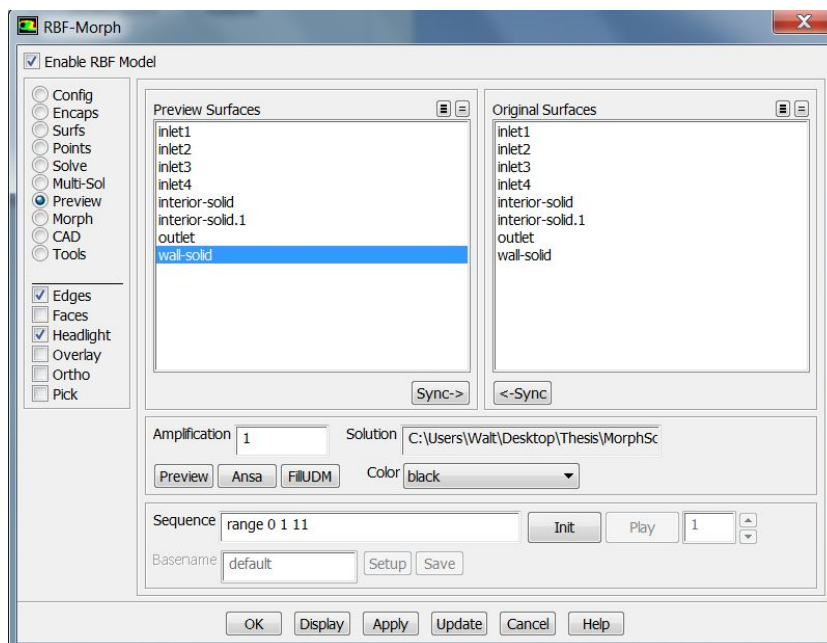 RBF-Morph
Enable RBF Model
Config
Encaps
Surfs
Points
Solve
Multi-Sol
Preview
Morph
CAD
Tools
Edges
Faces
Headlight
Overlay
Ortho
Pick
Preview Surfaces
inlet1
inlet2
inlet3
inlet4
interior-solid
interior-solid.1
outlet
wall-solid
Sync->
Original Surfaces
inlet1
inlet2
inlet3
inlet4
interior-solid
interior-solid.1
outlet
wall-solid
<-Sync
Amplification 1 Solution C:\Users\Walt\Desktop\Thesis\MorphSc
Preview Ansa FillUDM Color black
Sequence range 0 1 11 Init Play 1
Basename default Setup Save
OK Display Apply Update Cancel Help